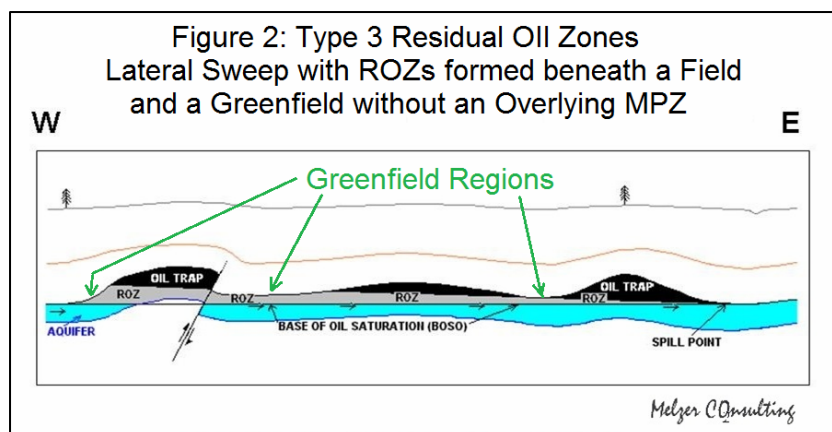 Figure 2: Type 3 Residual OIl Zones
Lateral Sweep with ROZs formed beneath a Field
and a Greenfield without an Overlying MPZ
W
E
Greenfield Regions
OIL TRAP
ROZ
ROZ
ROZ
OIL TRAP
ROZ
AQUIFER
BASE OF OIL SATURATION (BOSO)
SPILL POINT
Melzer COnsulting